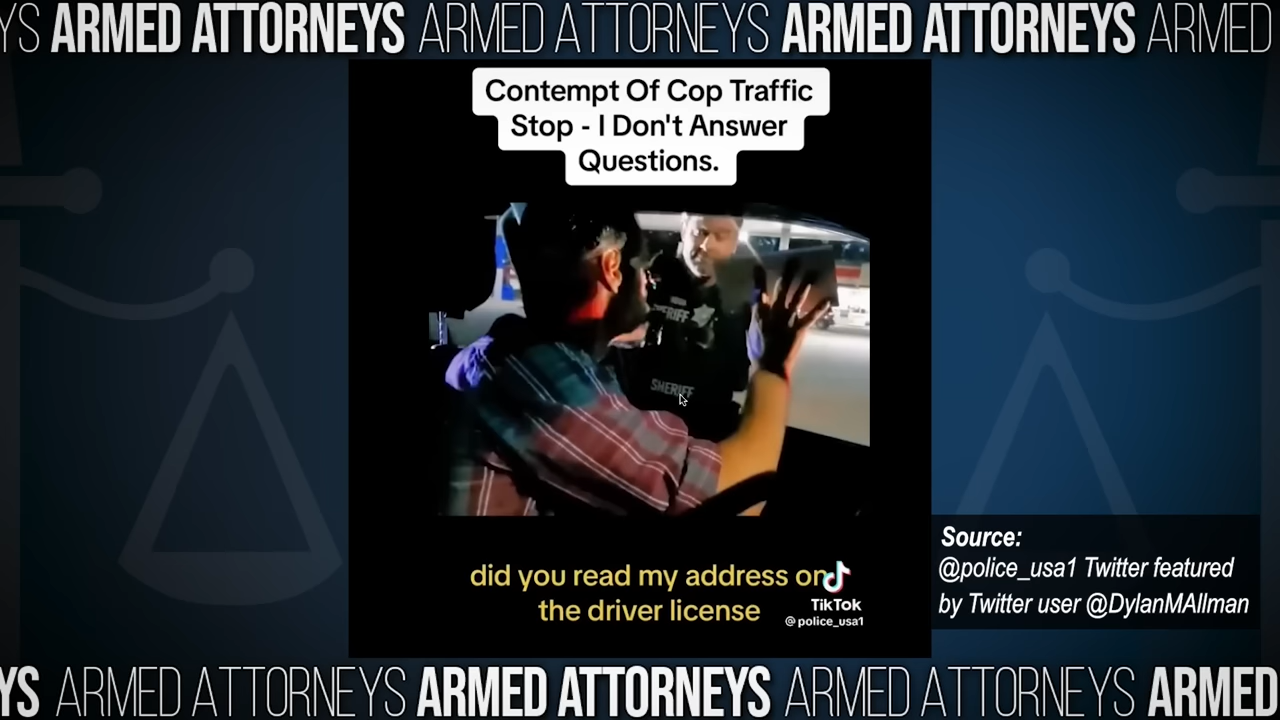 YS ARMED ATTORNEYS ARMED ATTORNEYS ARMED ATTORNEYS ARMED
Contempt Of Cop Traffic
Stop - I Don't Answer
Questions.
SHERIFF
SHERIFF
did you read my address on
the driver license
TikTok
@police_usa1
Source:
@police_usa1 Twitter featured
by Twitter user @DylanMAllman
YS ARMED ATTORNEYS ARMED ATTORNEYS ARMED ATTORNEYS ARMED